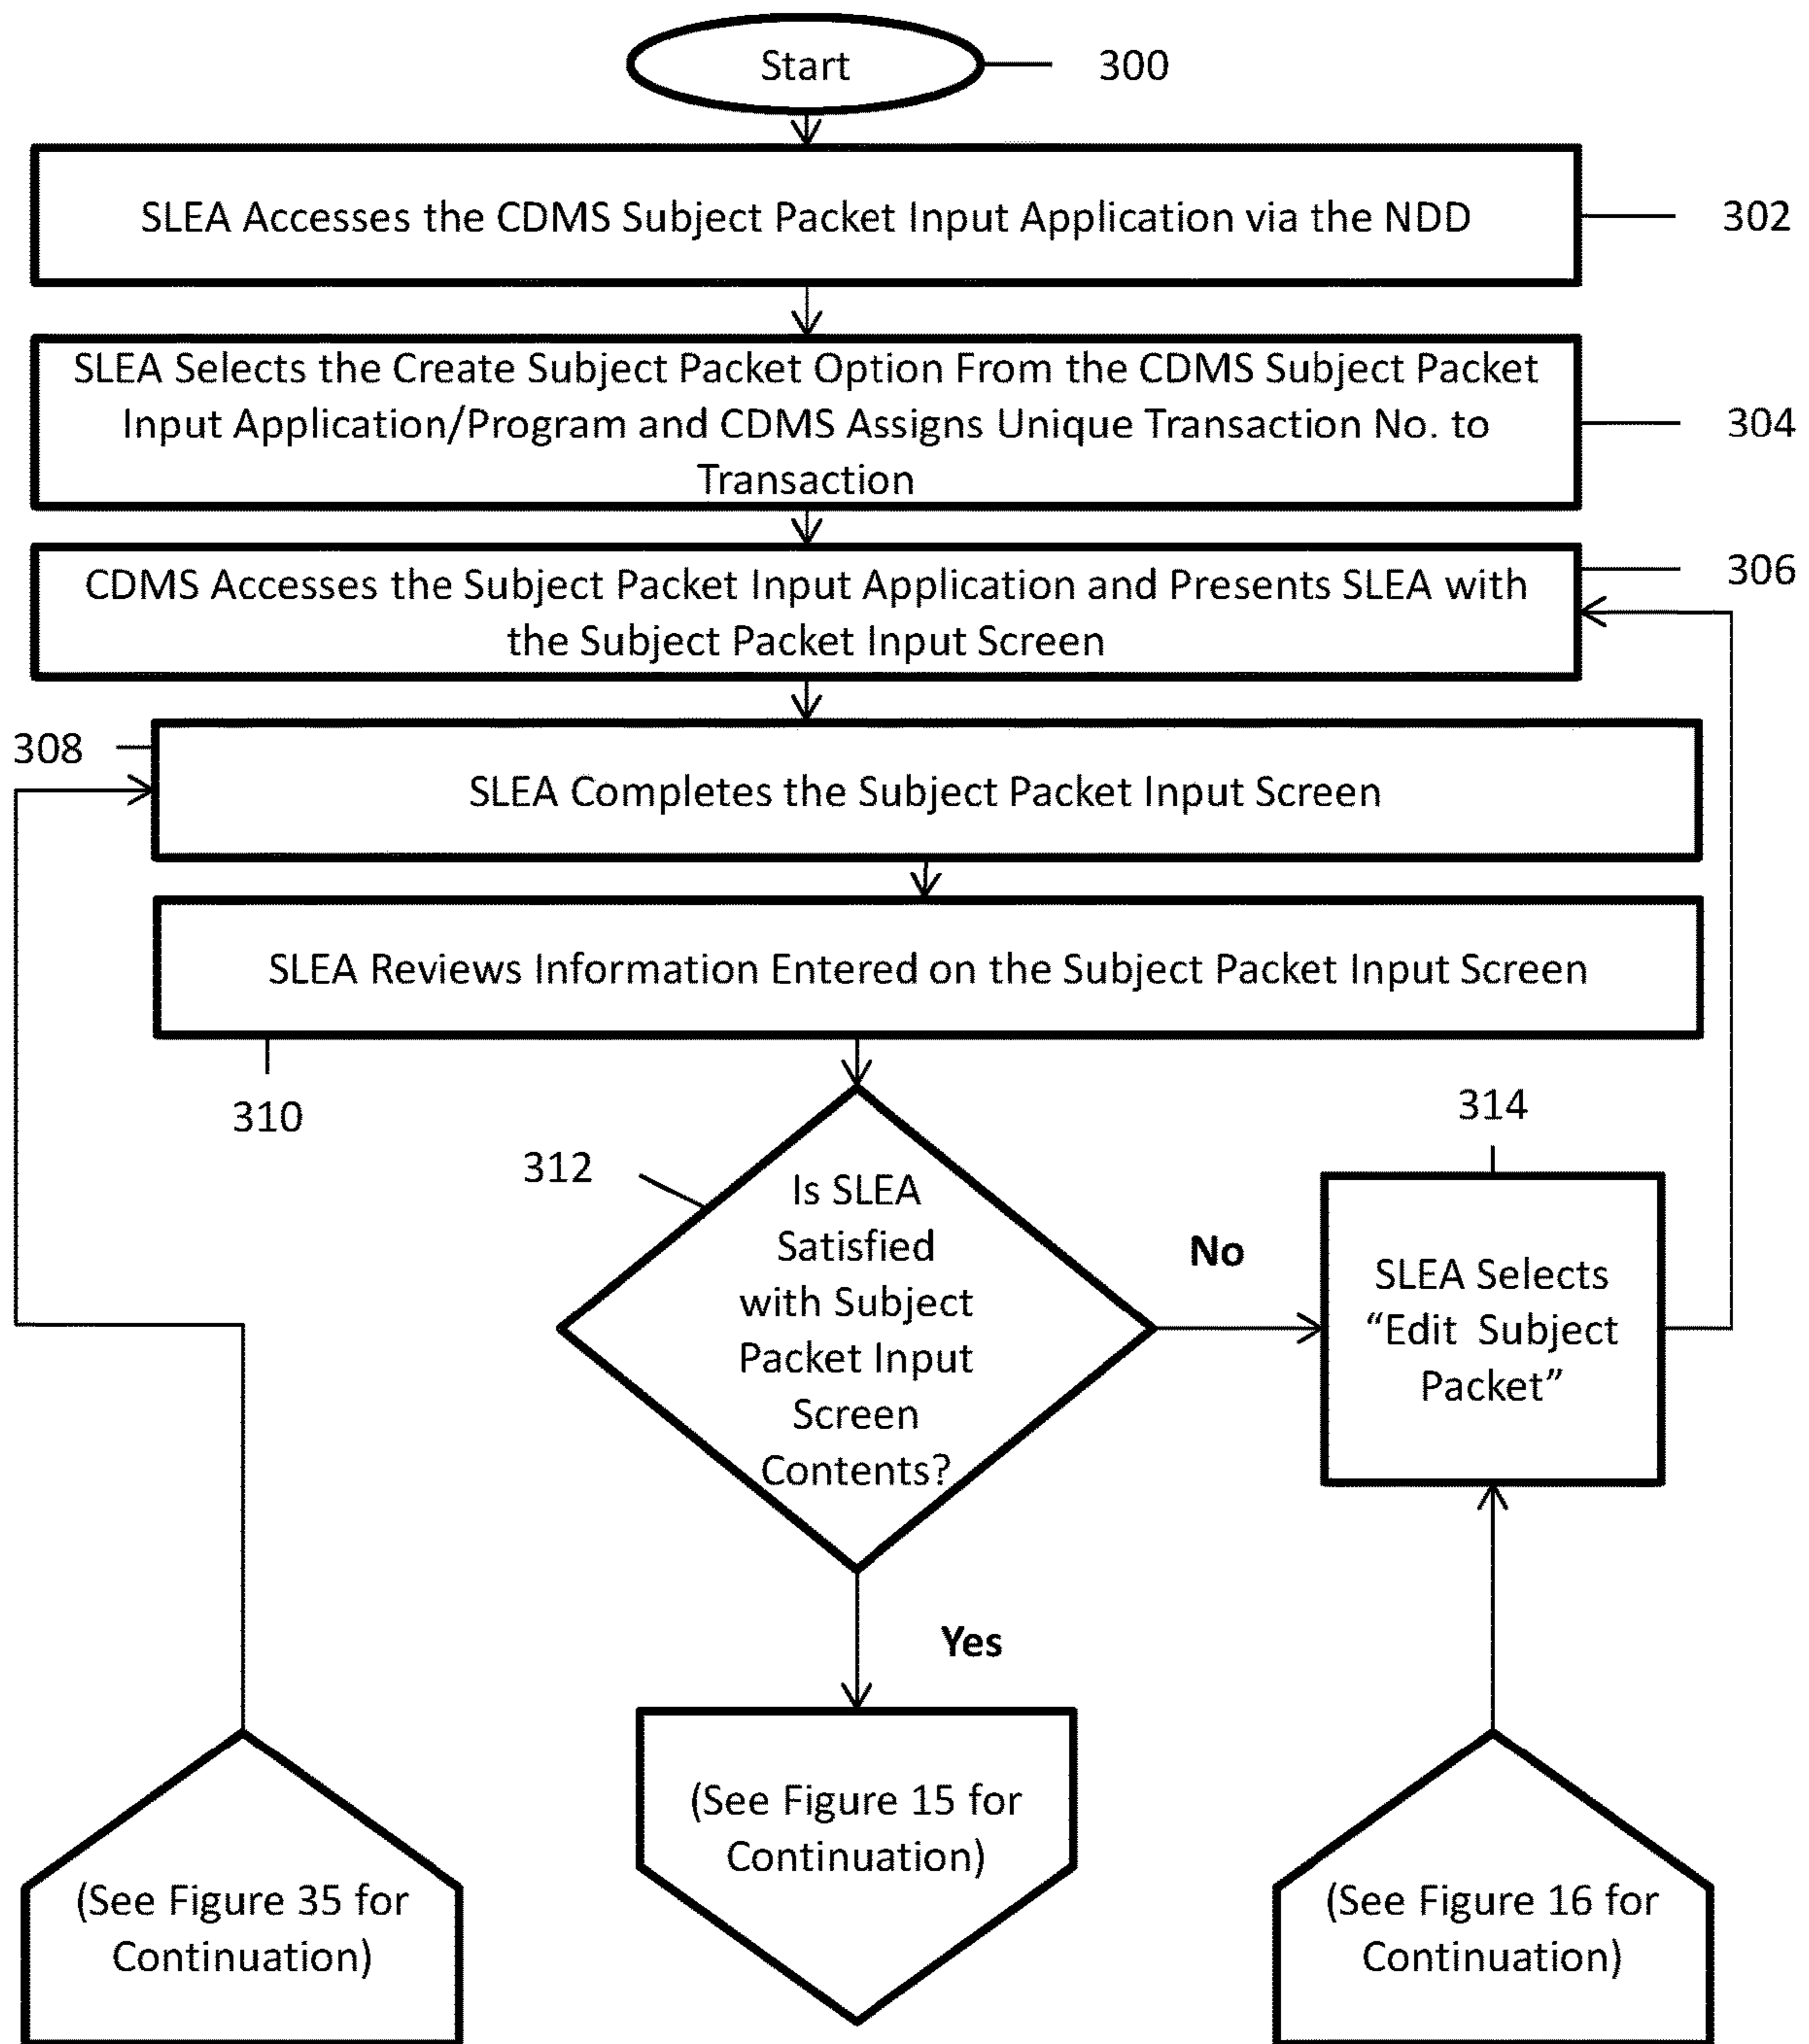 Start
300
SLEA Accesses the CDMS Subject Packet Input Application via the NDD
302
SLEA Selects the Create Subject Packet Option From the CDMS Subject Packet
Input Application/Program and CDMS Assigns Unique Transaction No. to
Transaction
304
CDMS Accesses the Subject Packet Input Application and Presents SLEA with
the Subject Packet Input Screen
306
308
SLEA Completes the Subject Packet Input Screen
SLEA Reviews Information Entered on the Subject Packet Input Screen
310
312
Is SLEA
Satisfied
with Subject
Packet Input
Screen
Contents?
No
314
SLEA Selects
“Edit Subject
Packet”
Yes
(See Figure 35 for
Continuation)
(See Figure 15 for
Continuation)
(See Figure 16 for
Continuation)